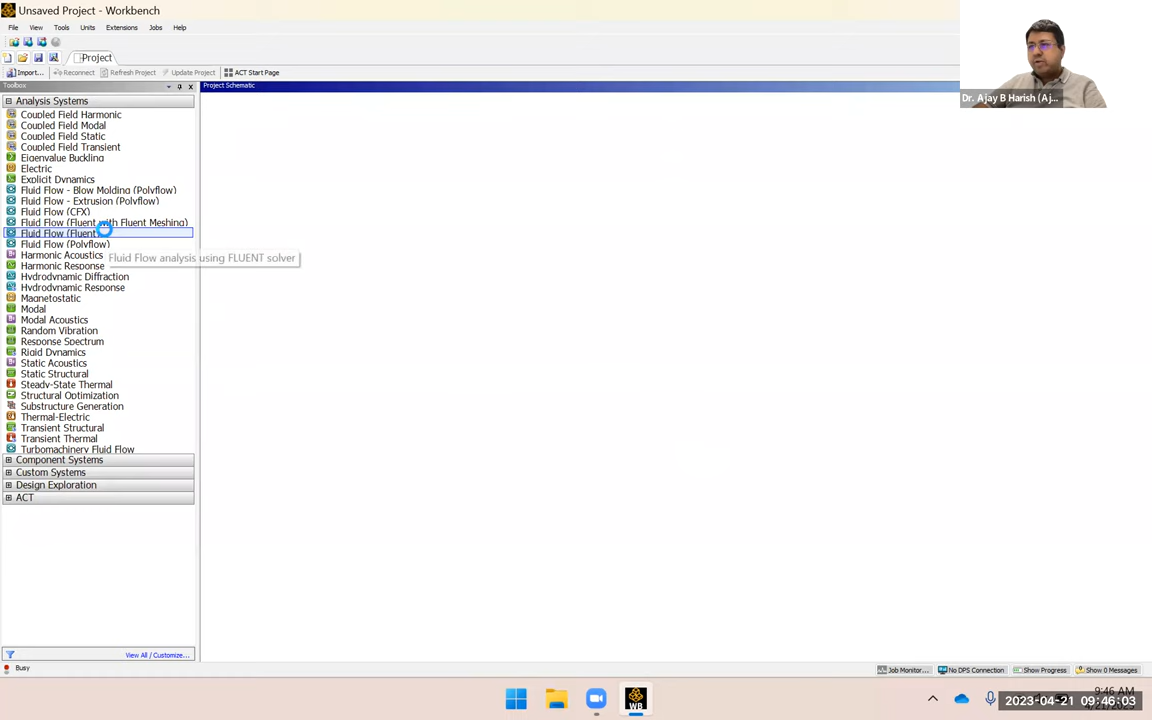 Unsaved Project - Workbench
File View Tools Units Extensions Jobs Help
Project
Import... Reconnect Refresh Project Update Project ACT Start Page
Toolbox
Project Schematic
Dr. Ajay B Harish (Aj...
Analysis Systems
Coupled Field Harmonic
Coupled Field Modal
Coupled Field Static
Coupled Field Transient
Eigenvalue Buckling
Electric
Explicit Dynamics
Fluid Flow - Blow Molding (Polyflow)
Fluid Flow - Extrusion (Polyflow)
Fluid Flow (CFX)
Fluid Flow (Fluent with Fluent Meshing)
Fluid Flow (Fluent)
Fluid Flow (Polyflow)
Harmonic Acoustics
Fluid Flow analysis using FLUENT solver
Harmonic Response
Hydrodynamic Diffraction
Hydrodynamic Response
Magnetostatic
Modal
Modal Acoustics
Random Vibration
Response Spectrum
Rigid Dynamics
Static Acoustics
Static Structural
Steady-State Thermal
Structural Optimization
Substructure Generation
Thermal-Electric
Transient Structural
Transient Thermal
Turbomachinery Fluid Flow
Component Systems
Custom Systems
Design Exploration
ACT
View All / Customize...
Busy
Job Monitor... No DPS Connection Show Progress Show 0 Messages
WB
9:46 AM
2023-04-21 09:46:03